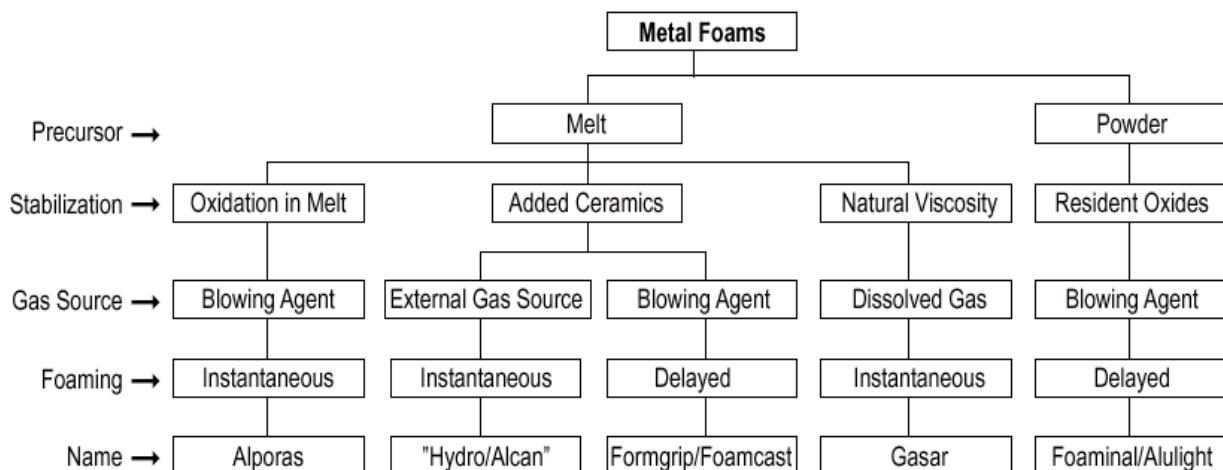 Metal Foams
Precursor → Melt Powder
Stabilization → Oxidation in Melt Added Ceramics Natural Viscosity Resident Oxides
Gas Source → Blowing Agent External Gas Source Blowing Agent Dissolved Gas Blowing Agent
Foaming → Instantaneous Instantaneous Delayed Instantaneous Delayed
Name → Alporas "Hydro/Alcan" Formgrip/Foamcast Gasar Foaminal/Alulight